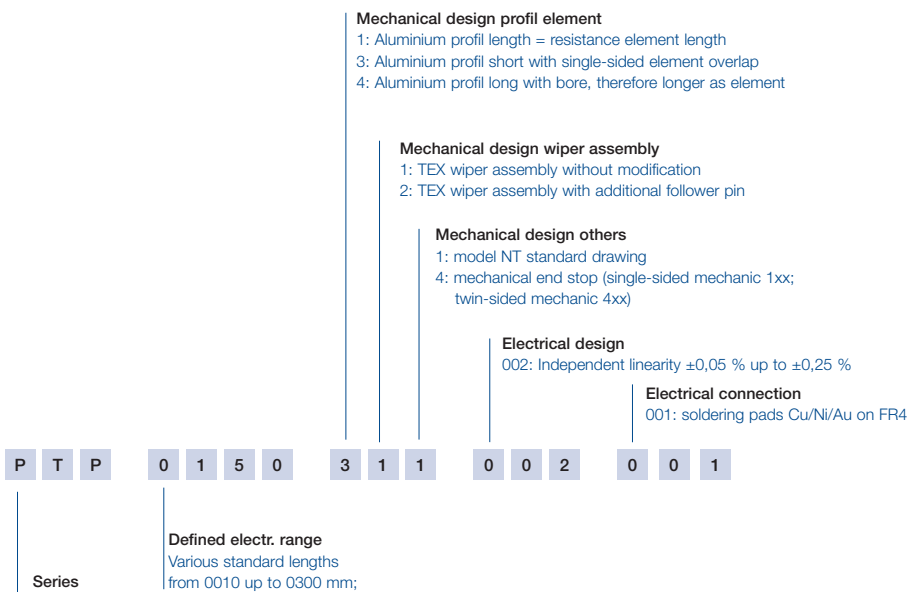 Mechanical design profil element
1: Aluminium profil length = resistance element length
3: Aluminium profil short with single-sided element overlap
4: Aluminium profil long with bore, therefore longer as element
Mechanical design wiper assembly
1: TEX wiper assembly without modification
2: TEX wiper assembly with additional follower pin
Mechanical design others
1: model NT standard drawing
4: mechanical end stop (single-sided mechanic 1xx;
twin-sided mechanic 4xx)
Electrical design
002: Independent linearity ±0,05 % up to ±0,25 %
Electrical connection
001: soldering pads Cu/Ni/Au on FR4
P T P 0 1 5 0 3 1 1 0 0 2 0 0 1
Defined electr. range
Various standard lengths
from 0010 up to 0300 mm;
Series